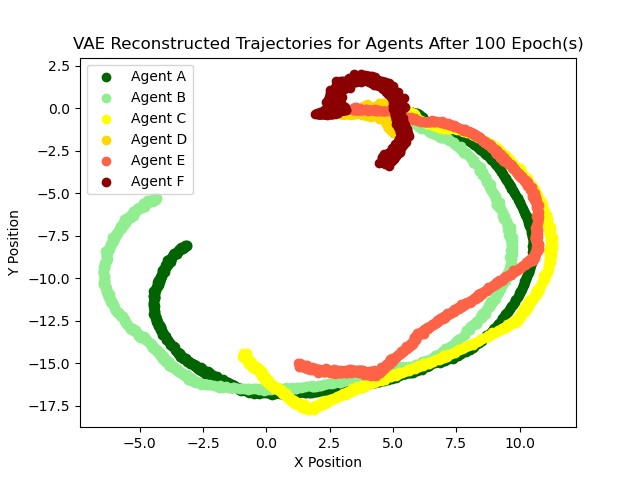 VAE Reconstructed Trajectories for Agents After 100 Epoch(s)
2.5
0.0
−2.5
−5.0
−7.5
−10.0
−12.5
−15.0
−17.5
Y Position
Agent A
Agent B
Agent C
Agent D
Agent E
Agent F
−5.0 −2.5 0.0 2.5 5.0 7.5 10.0
X Position